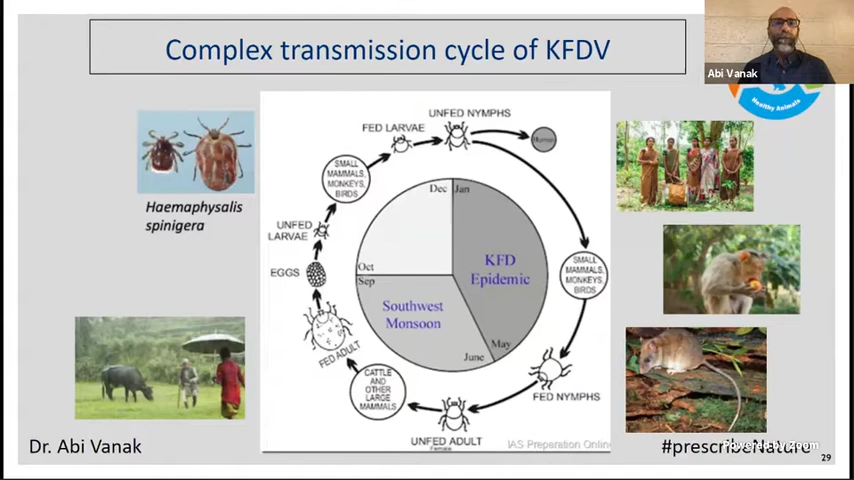 Complex transmission cycle of KFDV
Abi Vanak
Healthy Animals
Haemaphysalis
spinigera
UNFED NYMPHS
FED LARVAE
Human
SMALL
MAMMALS,
MONKEYS,
BIRDS
Dec
Jan
UNFED
LARVAE
EGGS
Oct
Sep
KFD
Epidemic
SMALL
MAMMALS,
MONKEYS,
BIRDS
Southwest
Monsoon
May
June
FED ADULT
CATTLE
AND
OTHER
LARGE
MAMMALS
FED NYMPHS
UNFED ADULT
Female
IAS Preparation Online
Dr. Abi Vanak
#prescribeNature
Powered by Zoom
29